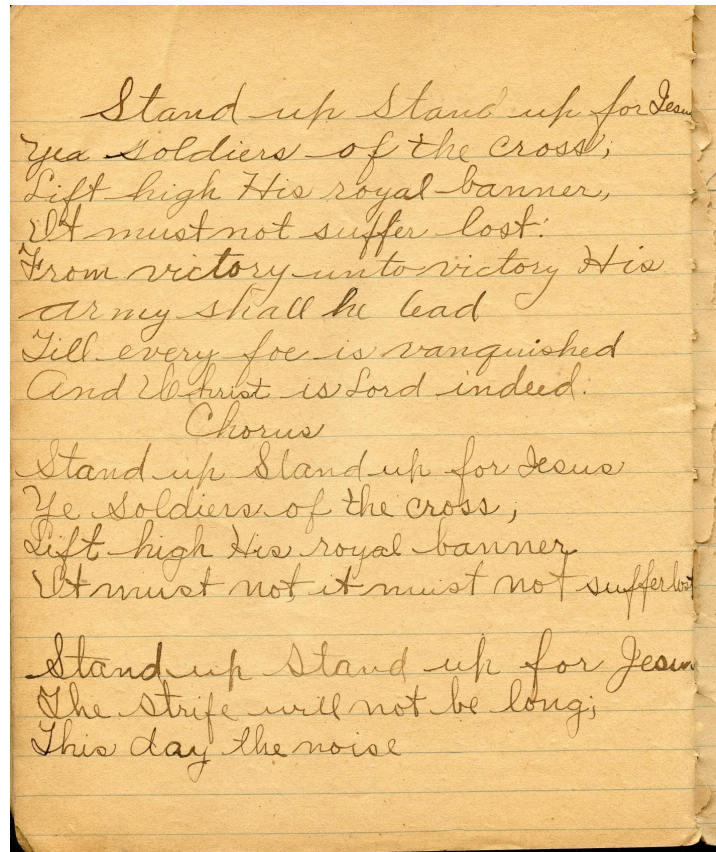 Stand up Stand up for Jesus
Yea soldiers of the cross;
Lift high His royal banner,
It must not suffer lost.
From victory unto victory His
army shall he lead
Till every foe is vanquished
And Christ is Lord indeed.
Chorus
Stand up Stand up for Jesus
Ye soldiers of the cross,
Lift high His royal banner
It must not, it must not suffer lost
Stand up Stand up for Jesus
The strife will not be long;
This day the noise